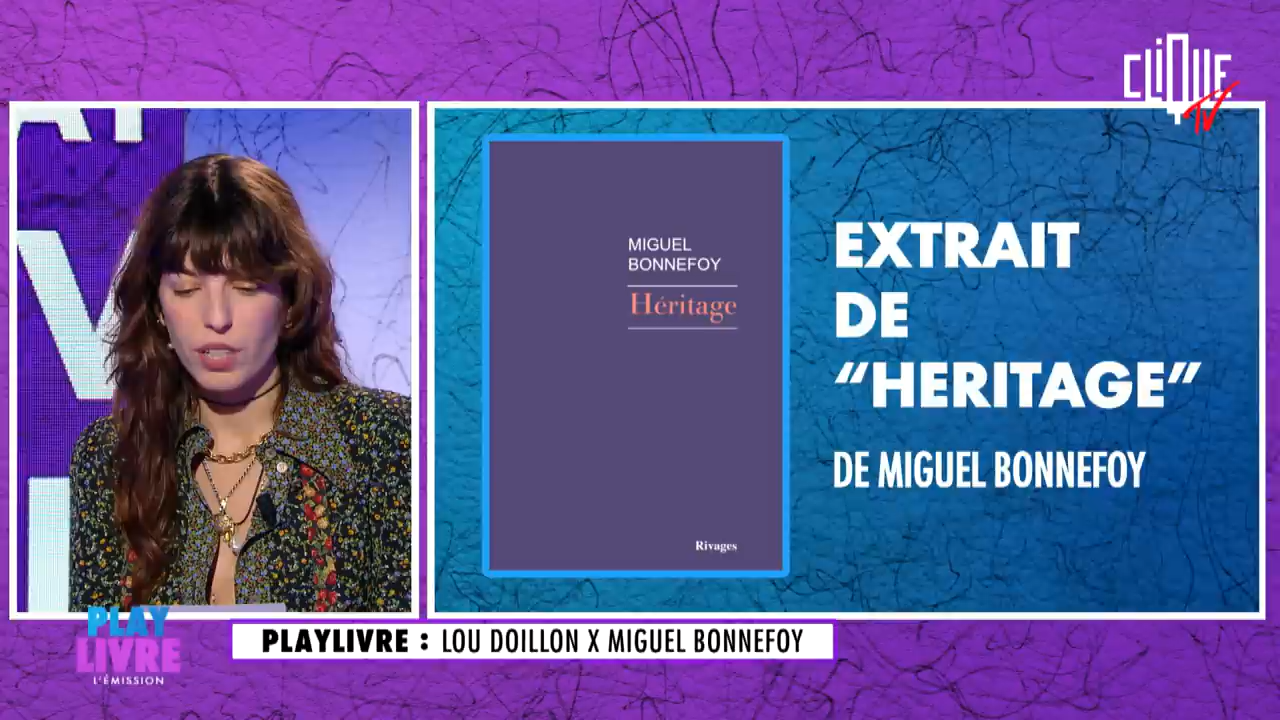 CLIQUE
TV
MIGUEL
BONNEFOY
Héritage
Rivages
EXTRAIT
DE
“HERITAGE”
DE MIGUEL BONNEFOY
PLAY
LIVRE
L'ÉMISSION
PLAYLIVRE : LOU DOILLON X MIGUEL BONNEFOY